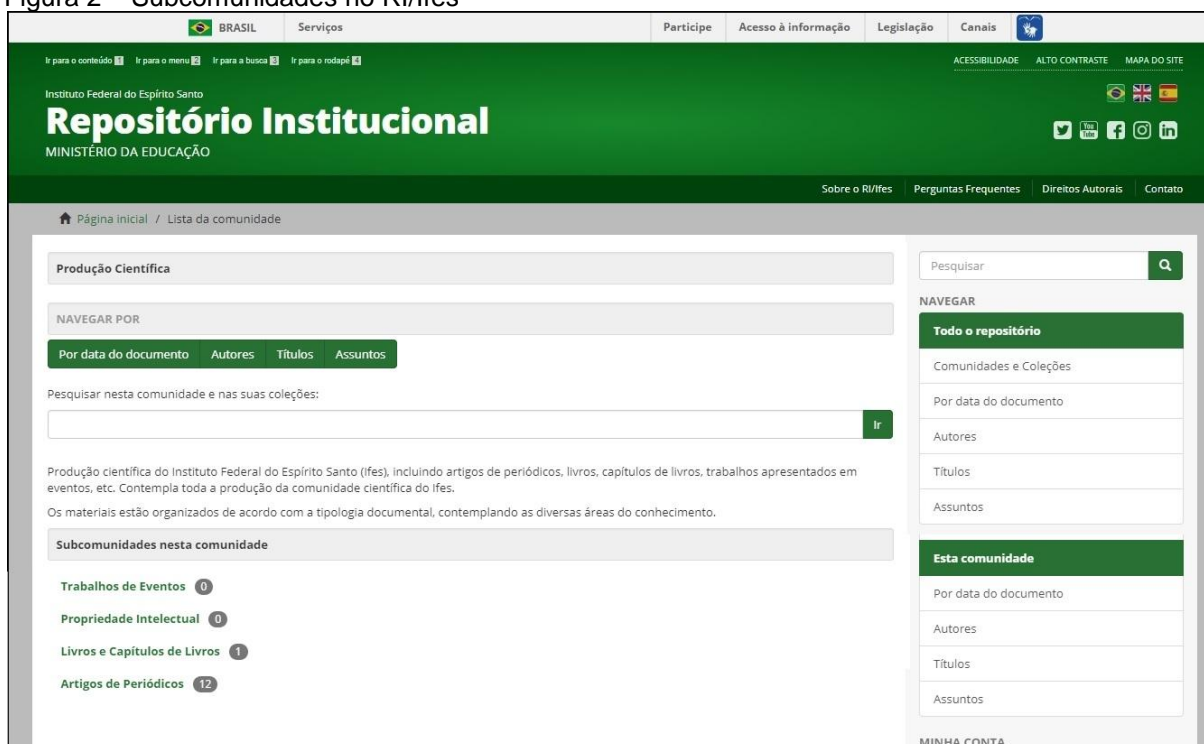 Figura 2 – Subcomunidades no RI/Ifes
BRASIL Serviços Participe Acesso à informação Legislação Canais
Ir para o conteúdo 1 Ir para o menu 2 Ir para a busca 3 Ir para o rodapé 4 ACESSIBILIDADE ALTO CONTRASTE MAPA DO SITE
Instituto Federal do Espírito Santo
Repositório Institucional
MINISTÉRIO DA EDUCAÇÃO
You Tube
Sobre o RI/Ifes Perguntas Frequentes Direitos Autorais Contato
Página inicial / Lista da comunidade
Produção Científica
NAVEGAR POR
Por data do documento Autores Títulos Assuntos
Pesquisar nesta comunidade e nas suas coleções:
Ir
Produção científica do Instituto Federal do Espírito Santo (Ifes), incluindo artigos de periódicos, livros, capítulos de livros, trabalhos apresentados em
eventos, etc. Contempla toda a produção da comunidade científica do Ifes.
Os materiais estão organizados de acordo com a tipologia documental, contemplando as diversas áreas do conhecimento.
Subcomunidades nesta comunidade
Trabalhos de Eventos 0
Propriedade Intelectual 0
Livros e Capítulos de Livros 1
Artigos de Periódicos 12
Pesquisar
NAVEGAR
Todo o repositório
Comunidades e Coleções
Por data do documento
Autores
Títulos
Assuntos
Esta comunidade
Por data do documento
Autores
Títulos
Assuntos
MINHA CONTA